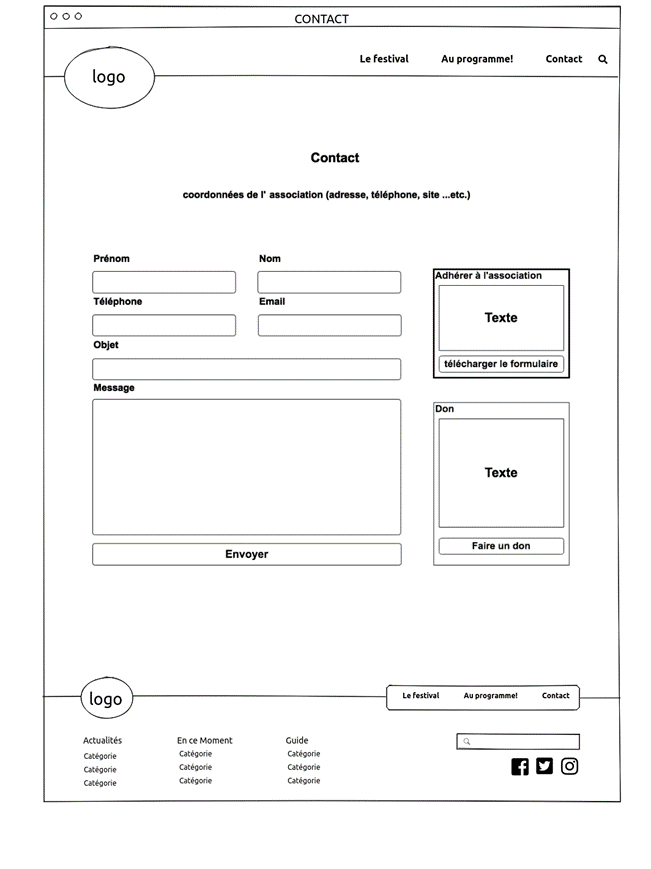 CONTACT
Le festival Au programme! Contact
logo
Contact
coordonnées de l' association (adresse, téléphone, site ...etc.)
Prénom Nom
Adhérer à l'association
Téléphone Email
Texte
Objet
télécharger le formulaire
Message
Don
Texte
Faire un don
Envoyer
logo
Le festival Au programme! Contact
Actualités En ce Moment Guide
Catégorie Catégorie Catégorie
Catégorie Catégorie Catégorie
Catégorie Catégorie Catégorie